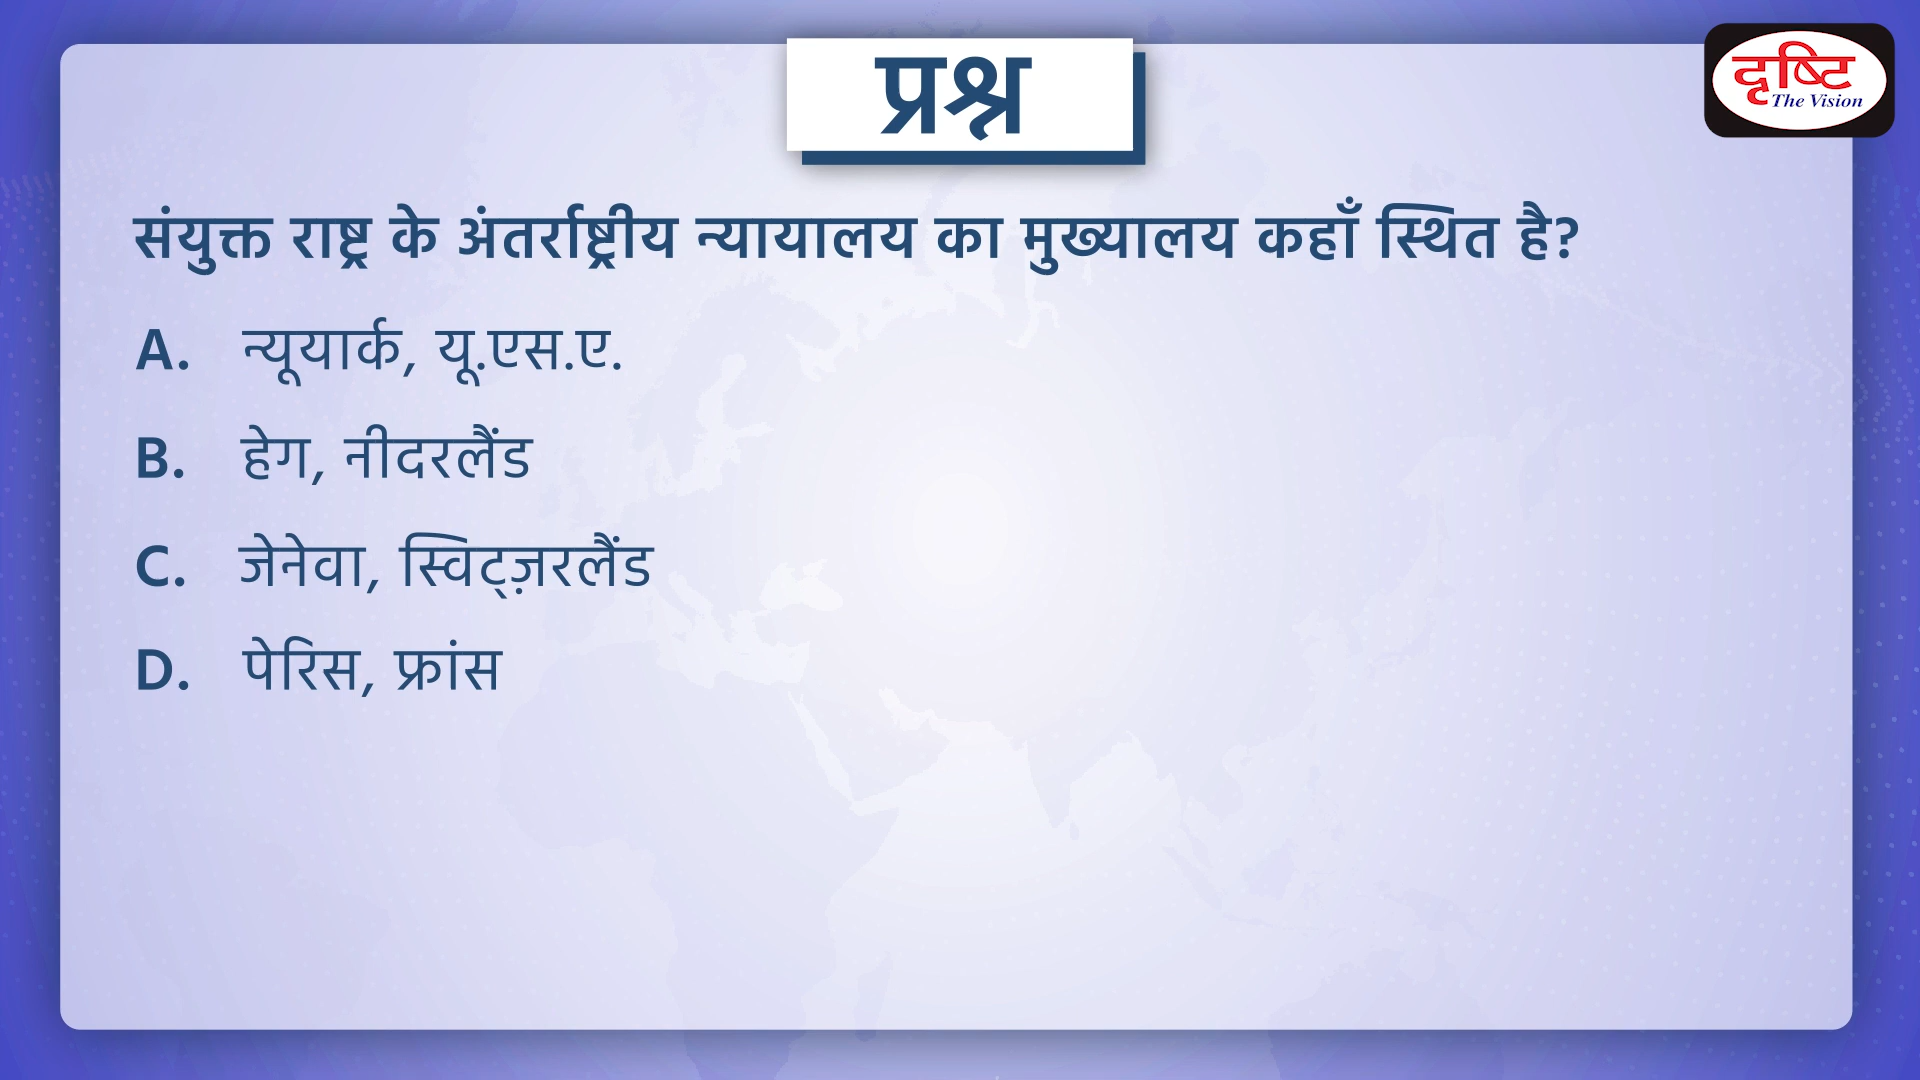 प्रश्न
दृष्टि
The Vision
संयुक्त राष्ट्र के अंतर्राष्ट्रीय न्यायालय का मुख्यालय कहाँ स्थित है?
A. न्यूयार्क, यू.एस.ए.
B. हेग, नीदरलैंड
C. जेनेवा, स्विट्ज़रलैंड
D. पेरिस, फ्रांस